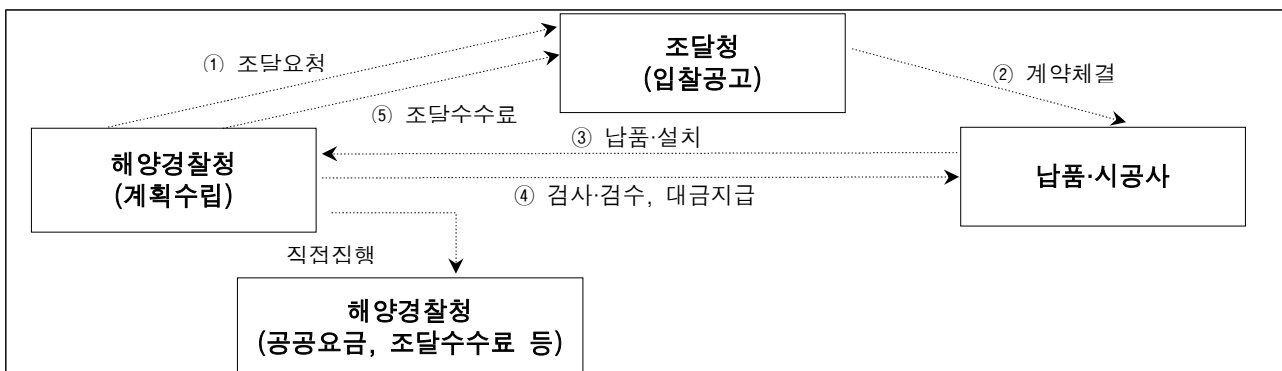 ① 조달요청
조달청
(입찰공고)
② 계약체결
⑤ 조달수수료
③ 납품·설치
해양경찰청
(계획수립)
납품·시공사
④ 검사·검수, 대금지급
직접집행
해양경찰청
(공공요금, 조달수수료 등)